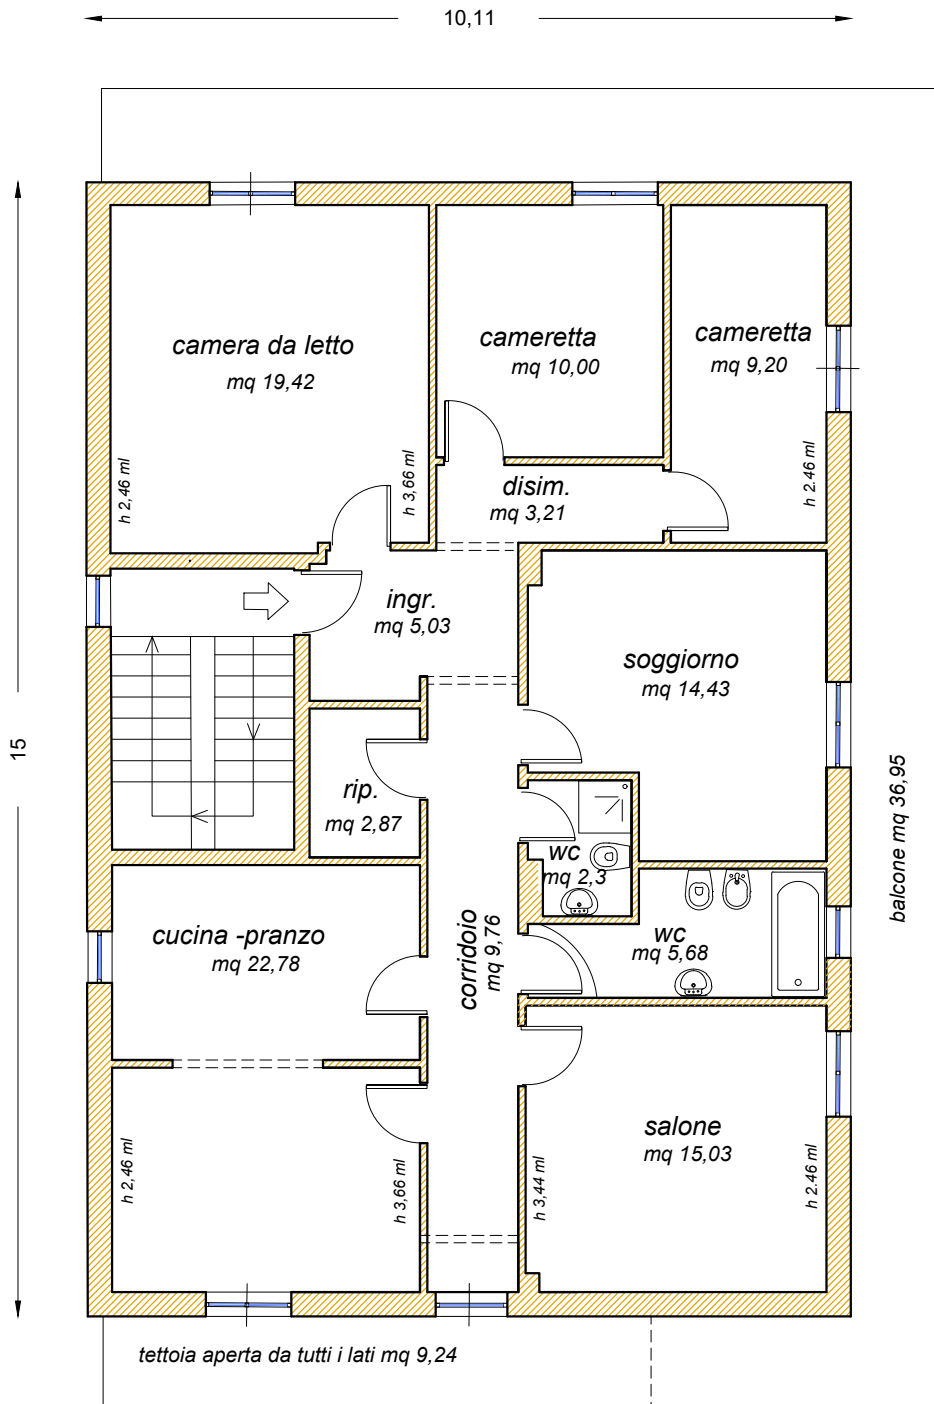 10,11
camera da letto
mq 19,42
cameretta
mq 10,00
cameretta
mq 9,20
h 2,46 ml
h 3,66 ml
h 2.46 ml
disim.
mq 3,21
ingr.
mq 5,03
soggiorno
mq 14,43
15
rip.
mq 2,87
wc
mq 2,3
balcone mq 36,95
cucina -pranzo
mq 22,78
corridoio
mq 9,76
wc
mq 5,68
salone
mq 15,03
h 2,46 ml
h 3,66 ml
h 3,44 ml
h 2.46 ml
tettoia aperta da tutti i lati mq 9,24